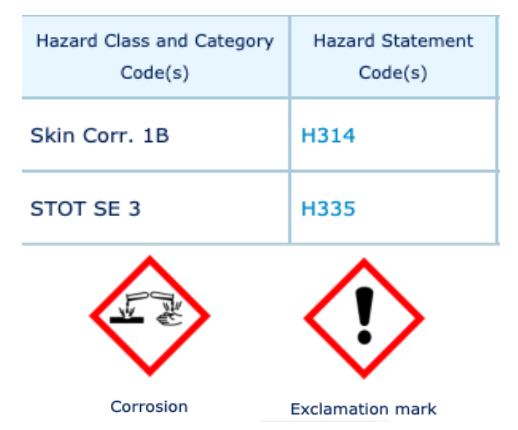 Hazard Class and Category Hazard Statement
Code(s) Code(s)
Skin Corr. 1B H314
STOT SE 3 H335
Corrosion Exclamation mark